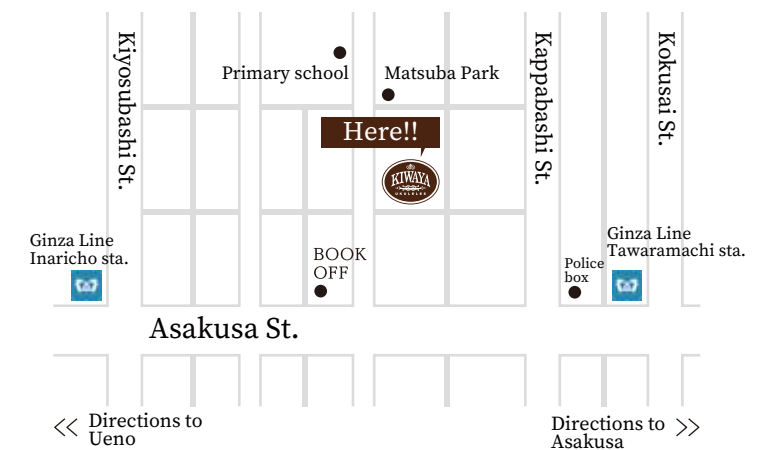 Kiyosubashi St.
Kappabashi St.
Kokusai St.
Primary school
Matsuba Park
Here!!
KIWAYA
UKULELES
Ginza Line
Inaricho sta.
BOOK
OFF
Police
box
Ginza Line
Tawaramachi sta.
Asakusa St.
<< Directions to
Ueno
Directions to >>
Asakusa